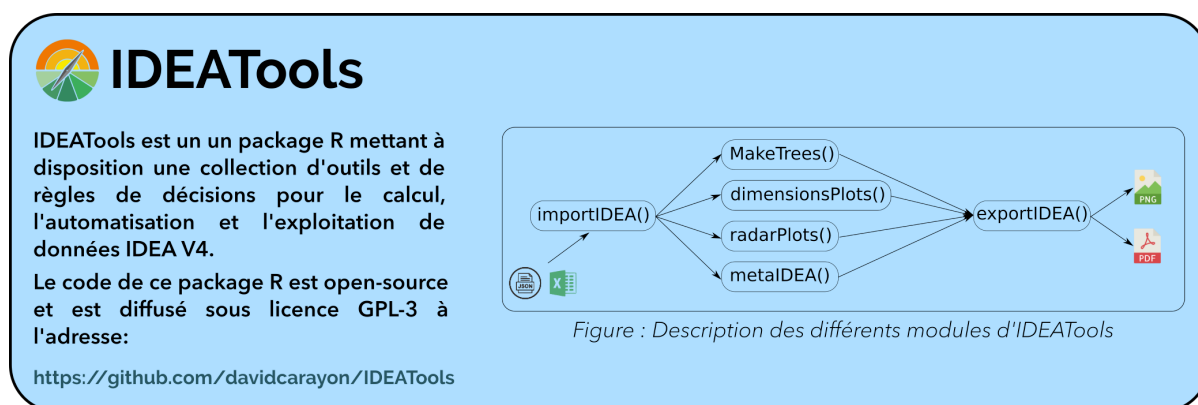 IDEATools
IDEATools est un un package R mettant à
disposition une collection d'outils et de
règles de décisions pour le calcul,
l'automatisation et l'exploitation de
données IDEA V4.
Le code de ce package R est open-source
et est diffusé sous licence GPL-3 à
l'adresse:
https://github.com/davidcarayon/IDEATools
importIDEA()
JSON
X
MakeTrees()
dimensionsPlots()
radarPlots()
metaIDEA()
exportIDEA()
PNG
PDF
Figure : Description des différents modules d'IDEATools